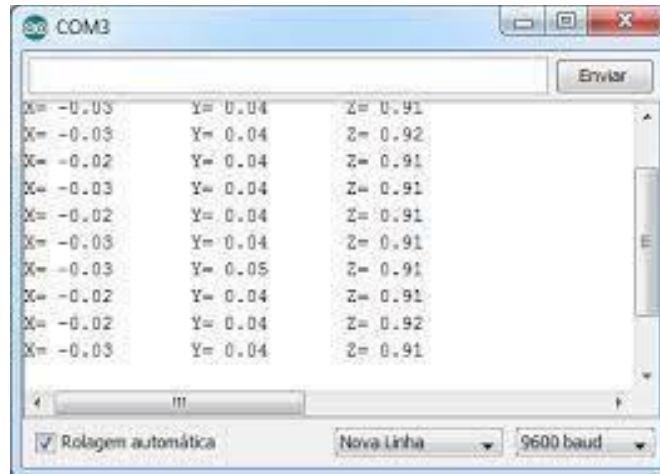 COM3
Enviar
X= -0.03 Y= 0.04 Z= 0.91
X= -0.03 Y= 0.04 Z= 0.92
X= -0.02 Y= 0.04 Z= 0.91
X= -0.03 Y= 0.04 Z= 0.91
X= -0.02 Y= 0.04 Z= 0.91
X= -0.03 Y= 0.04 Z= 0.91
X= -0.03 Y= 0.05 Z= 0.91
X= -0.02 Y= 0.04 Z= 0.91
X= -0.02 Y= 0.04 Z= 0.92
X= -0.03 Y= 0.04 Z= 0.91
Rolagem automática Nova Linha 9600 baud